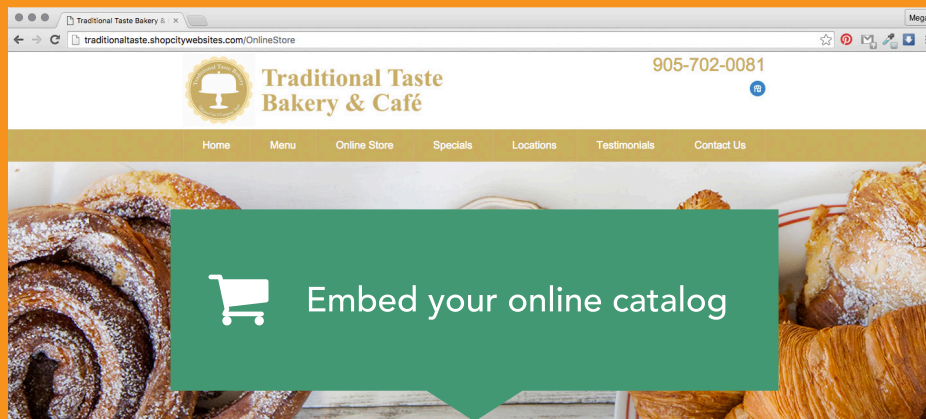 Traditional Taste Bakery &
Mega
traditionaltaste.shopcitywebsites.com/OnlineStore
905-702-0081
Traditional Taste
Bakery & Café
Home Menu Online Store Specials Locations Testimonials Contact Us
Embed your online catalog